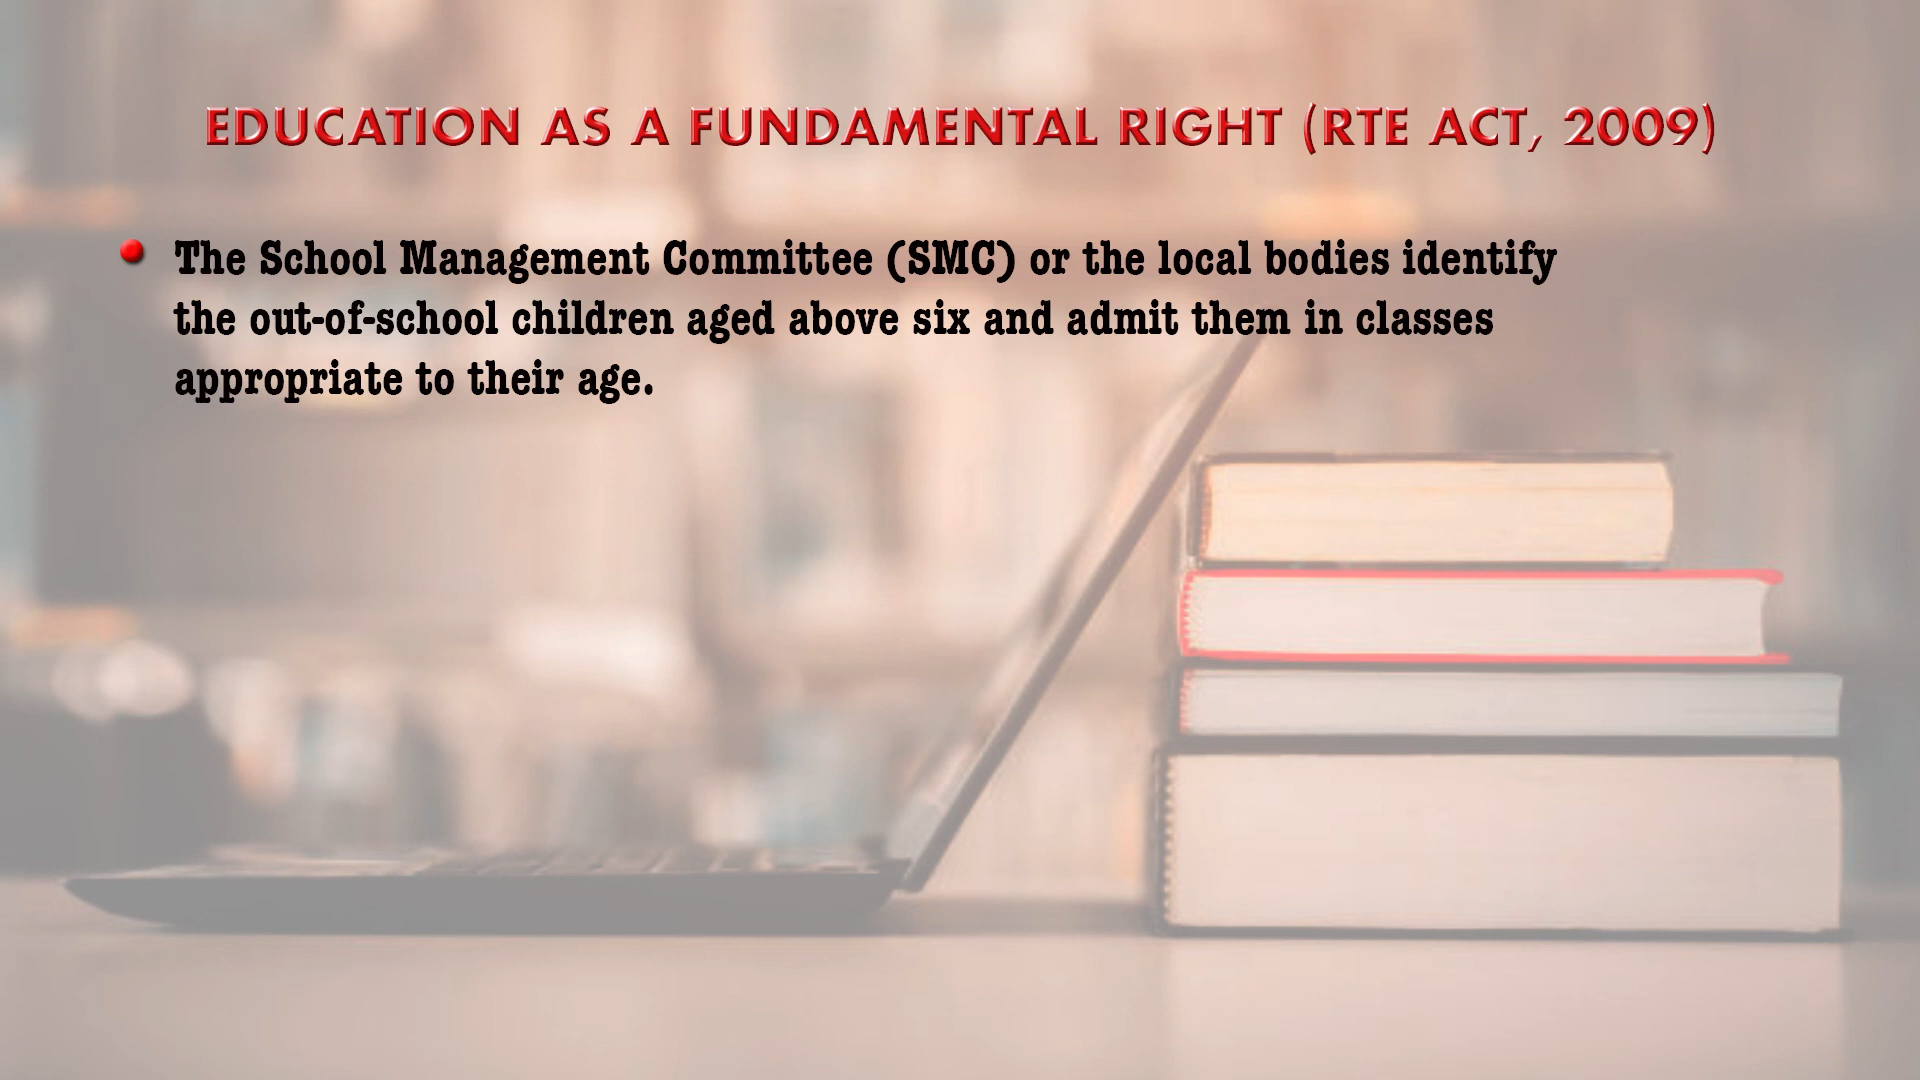 EDUCATION AS A FUNDAMENTAL RIGHT (RTE ACT, 2009)
The School Management Committee (SMC) or the local bodies identify
the out-of-school children aged above six and admit them in classes
appropriate to their age.